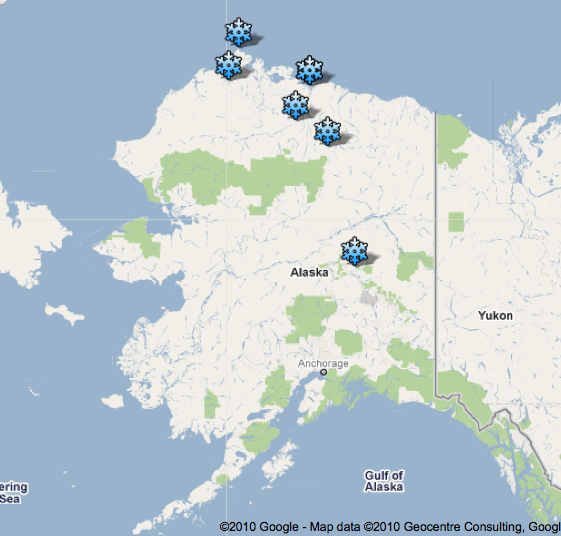 Alaska
Yukon
Anchorage
Gulf of
Alaska
ering
Sea
©2010 Google - Map data ©2010 Geocentre Consulting, Googl